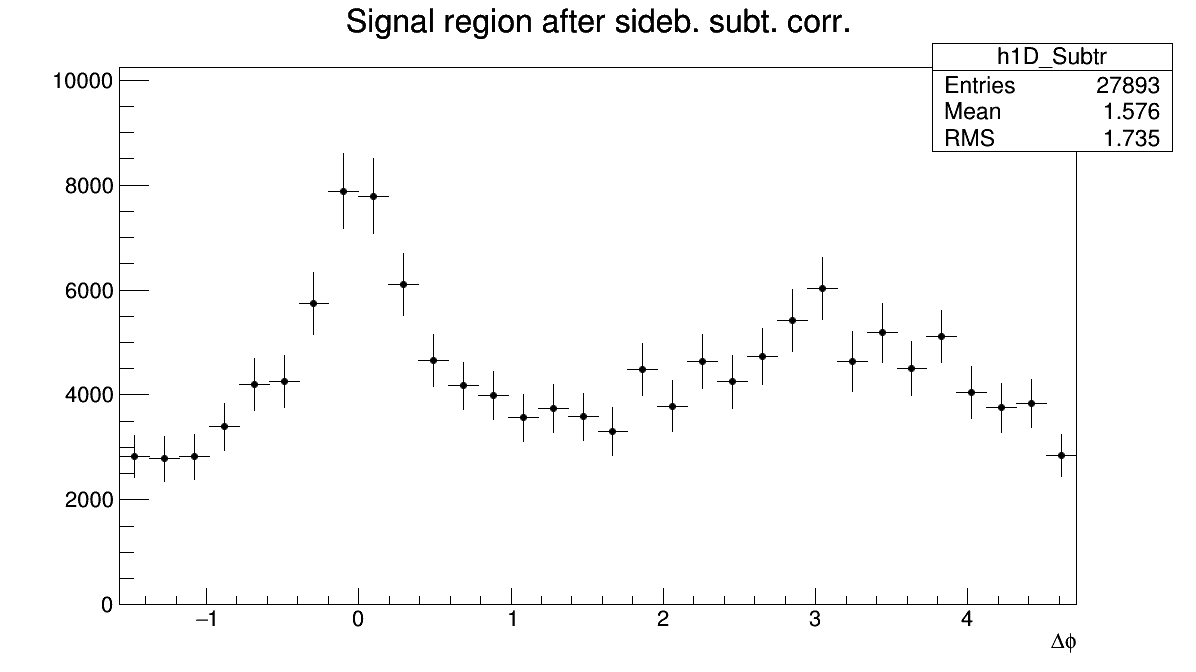 Signal region after sideb. subt. corr.
h1D_Subtr
Entries 27893
Mean 1.576
RMS 1.735
10000
8000
6000
4000
2000
0
−1 0 1 2 3 4
Δϕ